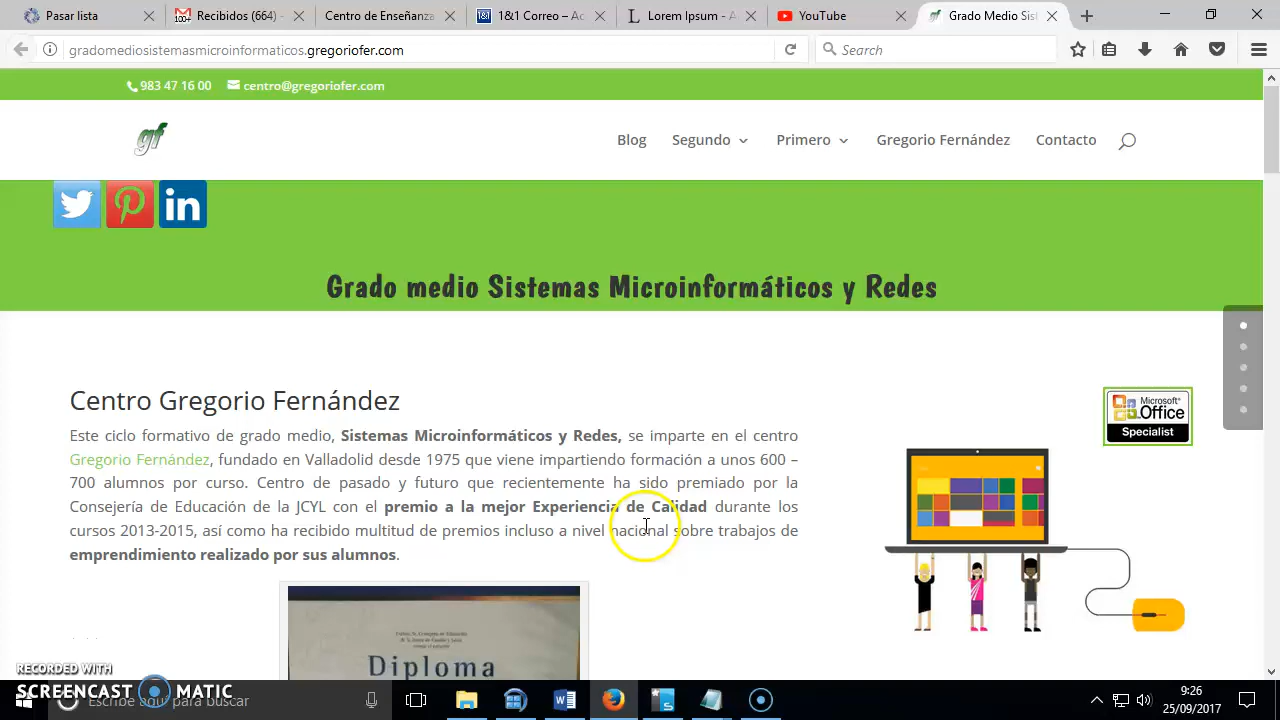 Para listo:
Recibidos (664)
Centro de Enseñanza
1&1 Correo – Ac
Lorem Ipsum - A
YouTube
Grado Medio Sis
gradomediosistemasmicroinformaticos.gregoriofer.com
Search
983 47 16 00
centro@gregoriofer.com
gf
Blog
Segundo
Primero
Gregorio Fernández
Contacto
in
Grado medio Sistemas Microinformáticos y Redes
Centro Gregorio Fernández
Este ciclo formativo de grado medio, Sistemas Microinformáticos y Redes, se imparte en el centro
Gregorio Fernández, fundado en Valladolid desde 1975 que viene impartiendo formación a unos 600 –
700 alumnos por curso. Centro de pasado y futuro que recientemente ha sido premiado por la
Consejería de Educación de la JCYL con el premio a la mejor Experiencia de Calidad durante los
cursos 2013-2015, así como ha recibido multitud de premios incluso a nivel nacional sobre trabajos de
emprendimiento realizado por sus alumnos.
Microsoft®
Office
Specialist
Diploma
RECORDED WITH
SCREENCAST MATIC
Escribe aquí para buscar
9:26
25/09/2017